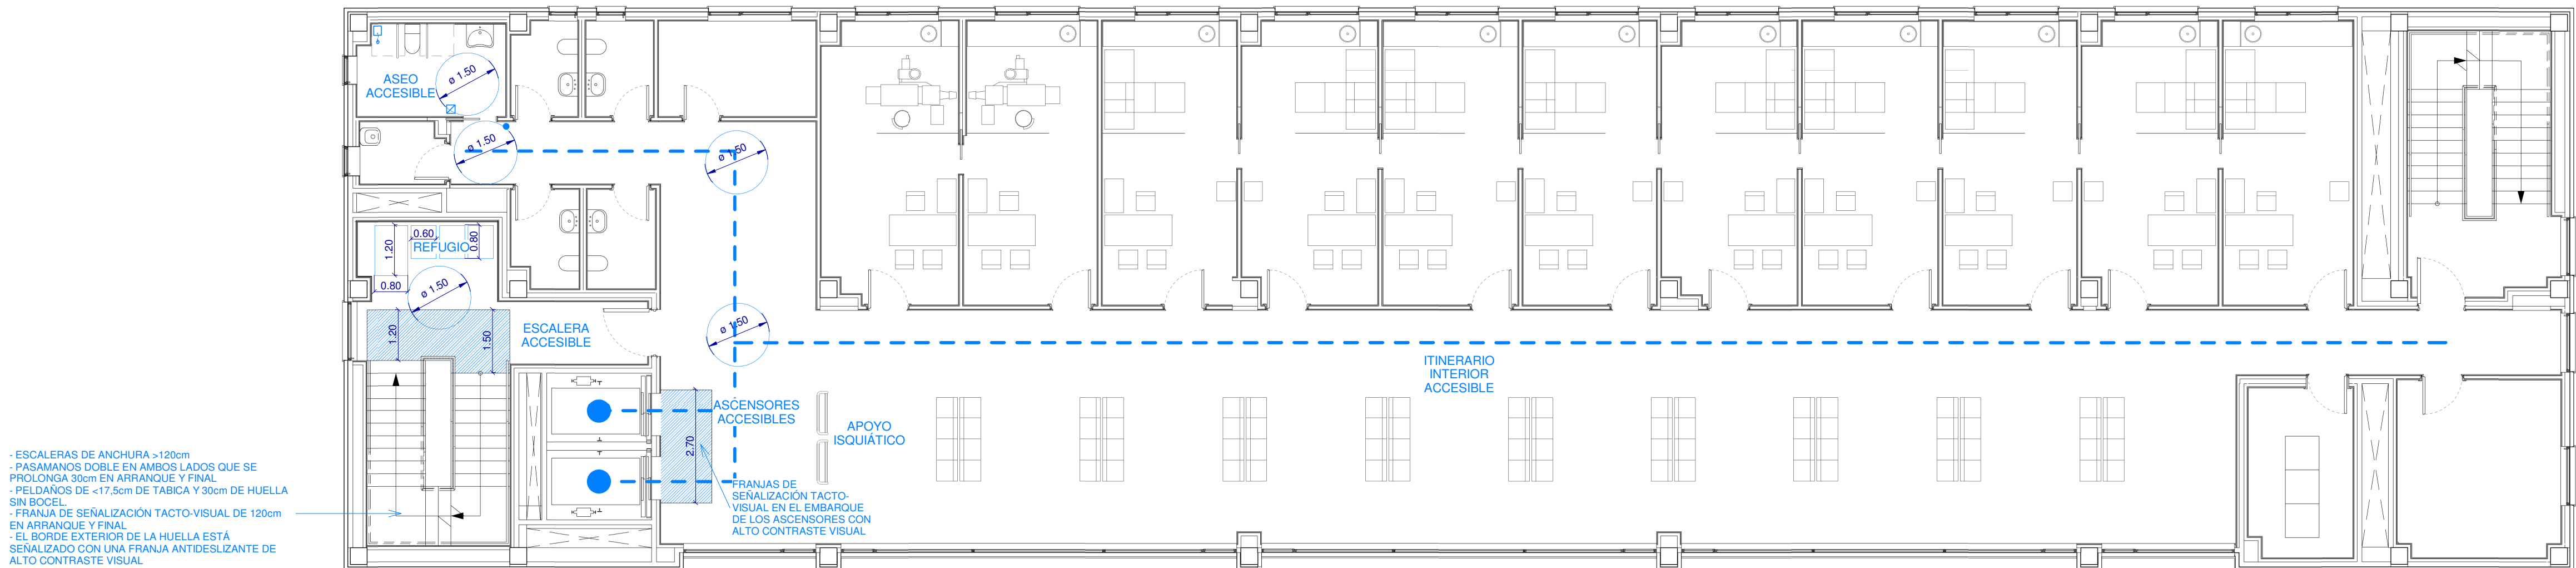 ASEO
ACCESIBLE
ø 1.50
ø 1.50
ø 1.50
REFUGIO
1.20
0.60
0.80
0.80
ø 1.50
1.20
1.50
ESCALERA
ACCESIBLE
ø 1.50
ITINERARIO
INTERIOR
ACCESIBLE
ASCENSORES
ACCESIBLES
2.70
APOYO
ISQUIÁTICO
FRANJAS DE
SEÑALIZACIÓN TACTO-
VISUAL EN EL EMBARQUE
DE LOS ASCENSORES CON
ALTO CONTRASTE VISUAL
- ESCALERAS DE ANCHURA >120cm
- PASAMANOS DOBLE EN AMBOS LADOS QUE SE
PROLONGA 30cm EN ARRANQUE Y FINAL
- PELDAÑOS DE <17,5cm DE TABICA Y 30cm DE HUELLA
SIN BOCEL.
- FRANJA DE SEÑALIZACIÓN TACTO-VISUAL DE 120cm
EN ARRANQUE Y FINAL
- EL BORDE EXTERIOR DE LA HUELLA ESTÁ
SEÑALIZADO CON UNA FRANJA ANTIDESLIZANTE DE
ALTO CONTRASTE VISUAL